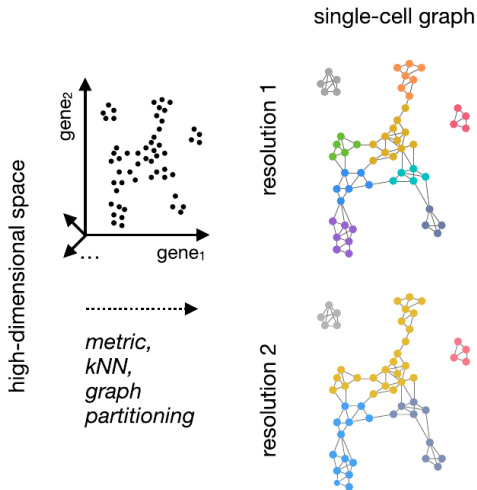 single-cell graph
high-dimensional space
gene2
gene1
...
metric,
kNN,
graph
partitioning
resolution 1
resolution 2